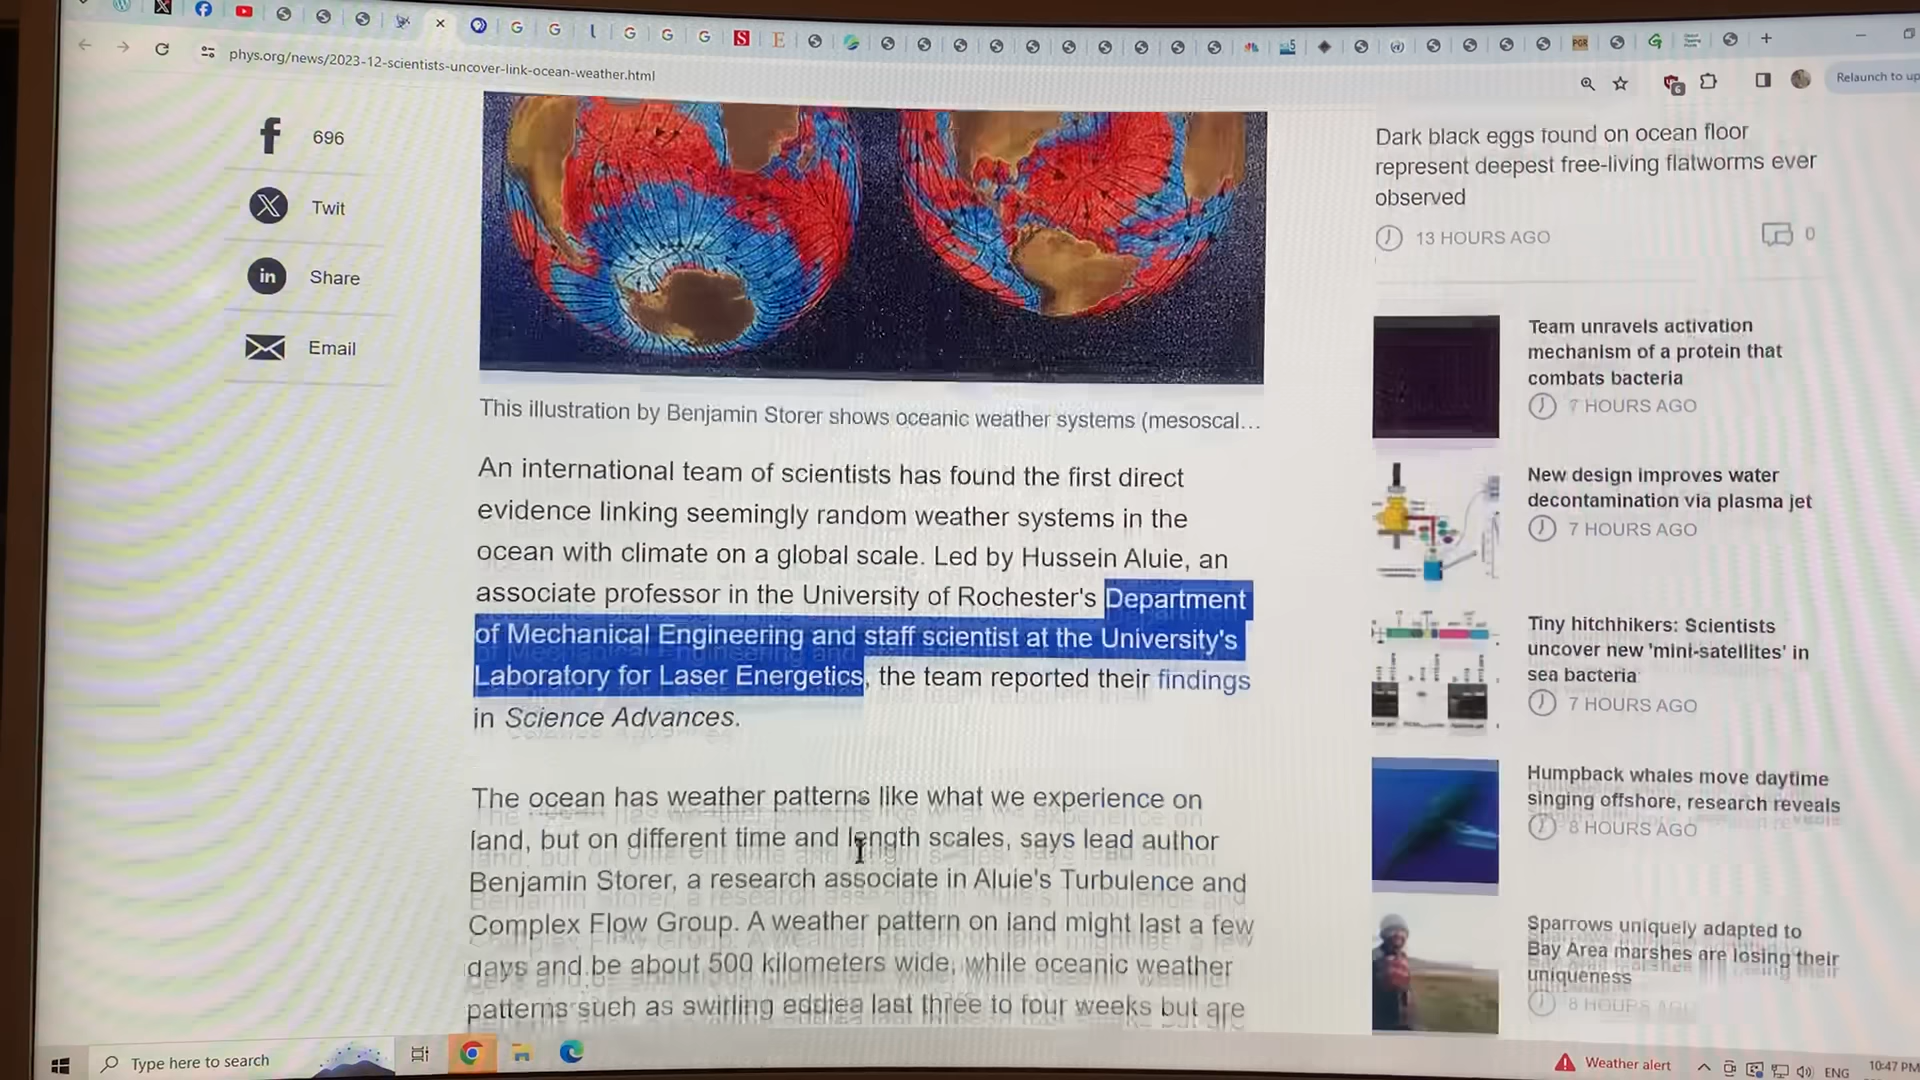 phys.org/news/2023-12-scientists-uncover-link-ocean-weather.html
Relaunch to up
696
Twit
Share
Email
This illustration by Benjamin Storer shows oceanic weather systems (mesoscal...
An international team of scientists has found the first direct
evidence linking seemingly random weather systems in the
ocean with climate on a global scale. Led by Hussein Aluie, an
associate professor in the University of Rochester's Department
of Mechanical Engineering and staff scientist at the University's
Laboratory for Laser Energetics, the team reported their findings
in Science Advances.
The ocean has weather patterns like what we experience on
land, but on different time and length scales, says lead author
Benjamin Storer, a research associate in Aluie's Turbulence and
Complex Flow Group. A weather pattern on land might last a few
days and be about 500 kilometers wide, while oceanic weather
patterns such as swirling eddies last three to four weeks but are
Dark black eggs found on ocean floor
represent deepest free-living flatworms ever
observed
13 HOURS AGO
0
Team unravels activation
mechanism of a protein that
combats bacteria
7 HOURS AGO
New design improves water
decontamination via plasma jet
7 HOURS AGO
Tiny hitchhikers: Scientists
uncover new 'mini-satellites' in
sea bacteria
7 HOURS AGO
Humpback whales move daytime
singing offshore, research reveals
8 HOURS AGO
Sparrows uniquely adapted to
Bay Area marshes are losing their
uniqueness
8 HOURS AGO
Type here to search
Weather alert
ENG
10:47 PM